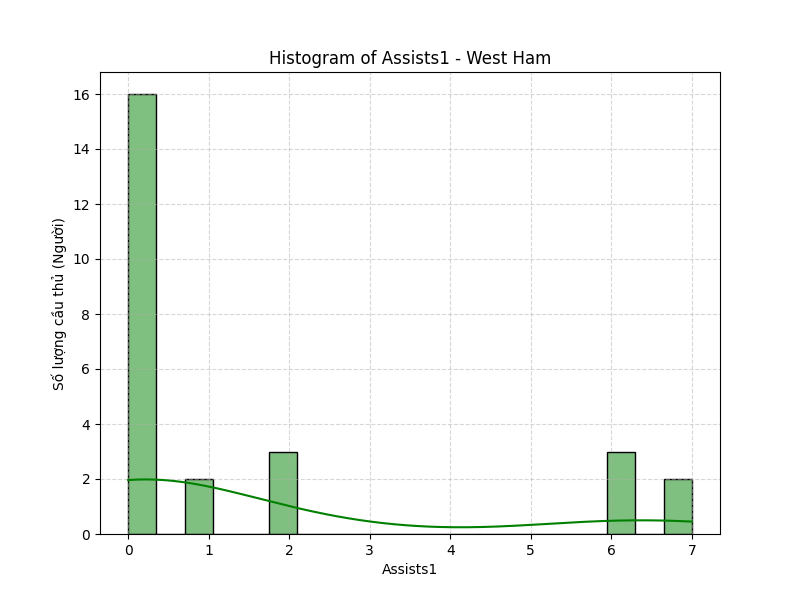 Histogram of Assists1 - West Ham
Số lượng cầu thủ (Người)
16
14
12
10
8
6
4
2
0
0 1 2 3 4 5 6 7
Assists1